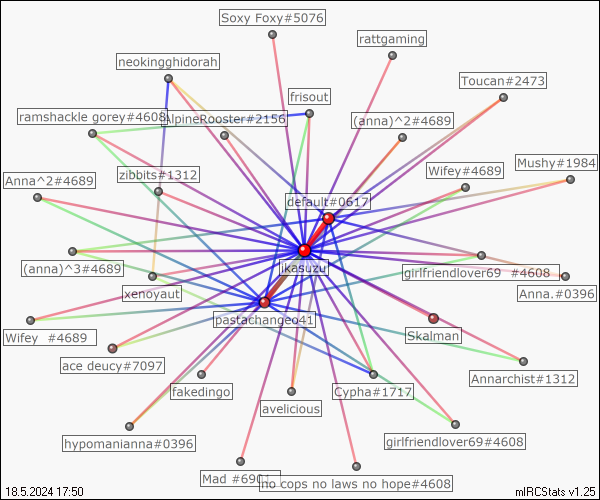 Soxy Foxy#5076
rattgaming
neokingghidorah
Toucan#2473
frisout
ramshackle gorey#4608
AlpineRooster#2156
(anna)^2#4689
Mushy#1984
Wifey#4689
zibbits#1312
Anna^2#4689
default#0617
(anna)^3#4689
likasuzu
girlfriendlover69 #4608
xenoyaut
Anna.#0396
pastachangeo41
Wifey #4689
Skalman
ace deucy#7097
Annarchist#1312
fakedingo
Cypha#1717
avelicious
hypomanianna#0396
girlfriendlover69#4608
Mad
no cops no laws no hope#4608
18.5.2024 17:50
mIRCStats v1.25